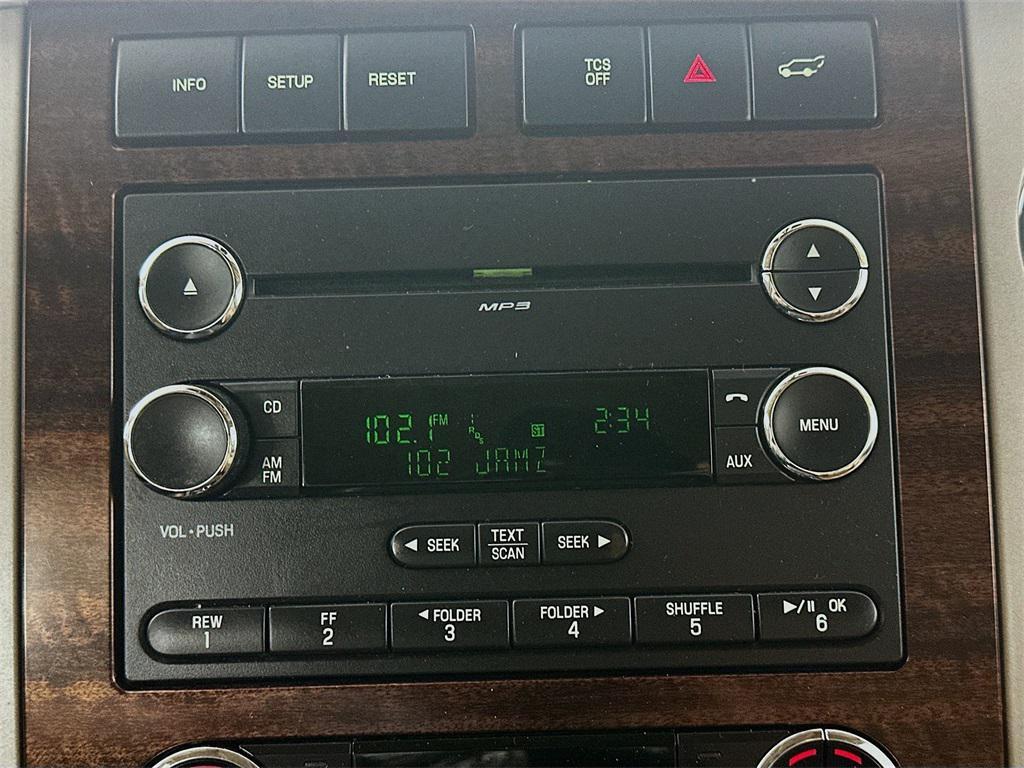 INFO SETUP RESET TCS OFF
MP3
CD 102.1 FM RDS ST 2:34 MENU
AM FM 102 JAMZ AUX
VOL•PUSH
◄ SEEK TEXT SCAN SEEK ►
REW FF ◄FOLDER FOLDER► SHUFFLE ►/II OK
1 2 3 4 5 6